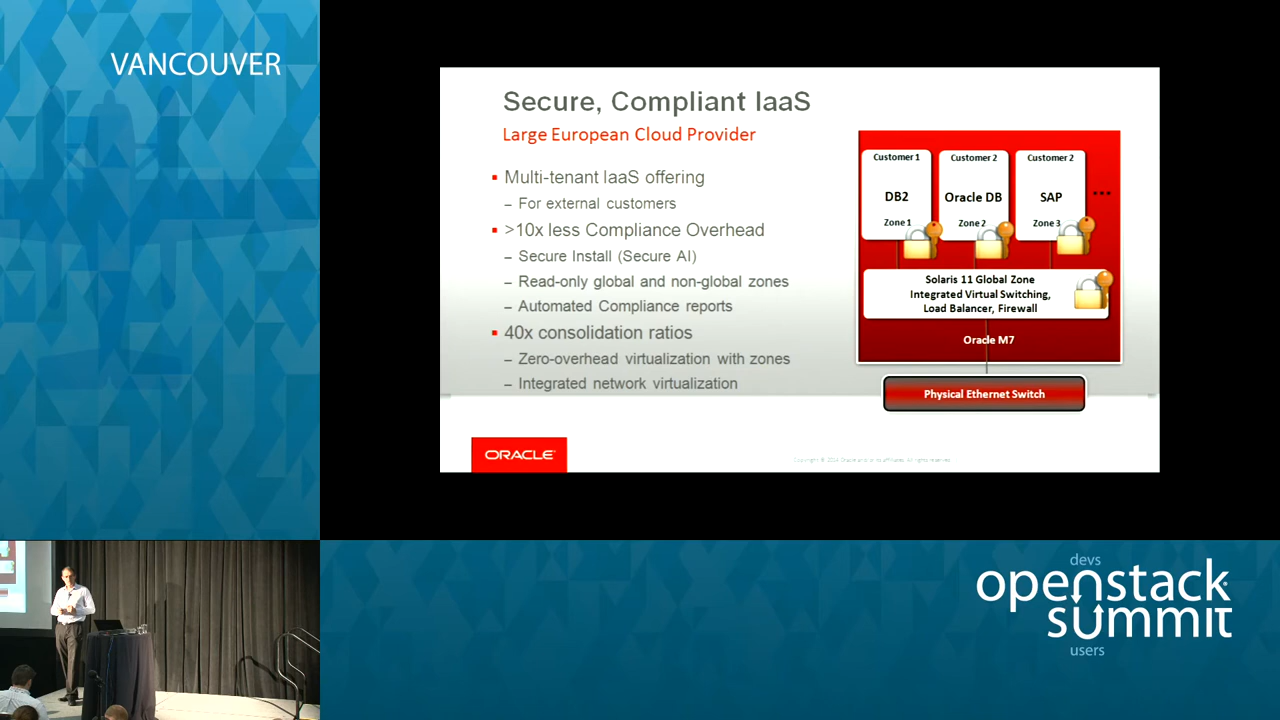 VANCOUVER
Secure, Compliant IaaS
Large European Cloud Provider
▪ Multi-tenant IaaS offering
– For external customers
▪ >10x less Compliance Overhead
– Secure Install (Secure AI)
– Read-only global and non-global zones
– Automated Compliance reports
▪ 40x consolidation ratios
– Zero-overhead virtualization with zones
– Integrated network virtualization
Customer 1
DB2
Zone 1
Customer 2
Oracle DB
Zone 2
Customer 2
SAP
Zone 3
...
Solaris 11 Global Zone
Integrated Virtual Switching,
Load Balancer, Firewall
Oracle M7
Physical Ethernet Switch
ORACLE
devs
openstack
summit
users